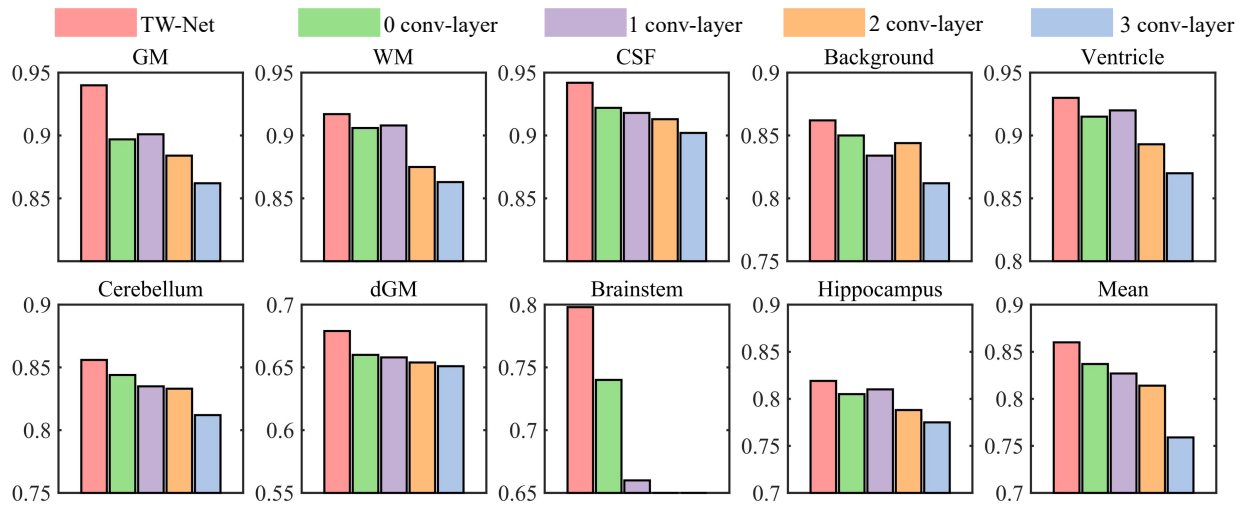 TW-Net 0 conv-layer 1 conv-layer 2 conv-layer 3 conv-layer
GM WM CSF Background Ventricle
0.95 0.95 0.9 0.95
0.9 0.9 0.9 0.85 0.9
0.85 0.85 0.85 0.8 0.85
0.75 0.8
Cerebellum dGM Brainstem Hippocampus Mean
0.9 0.7 0.8 0.9 0.9
0.85 0.65 0.75 0.85 0.85
0.8 0.6 0.7 0.8 0.8
0.75 0.75
0.75 0.55 0.65 0.7 0.7